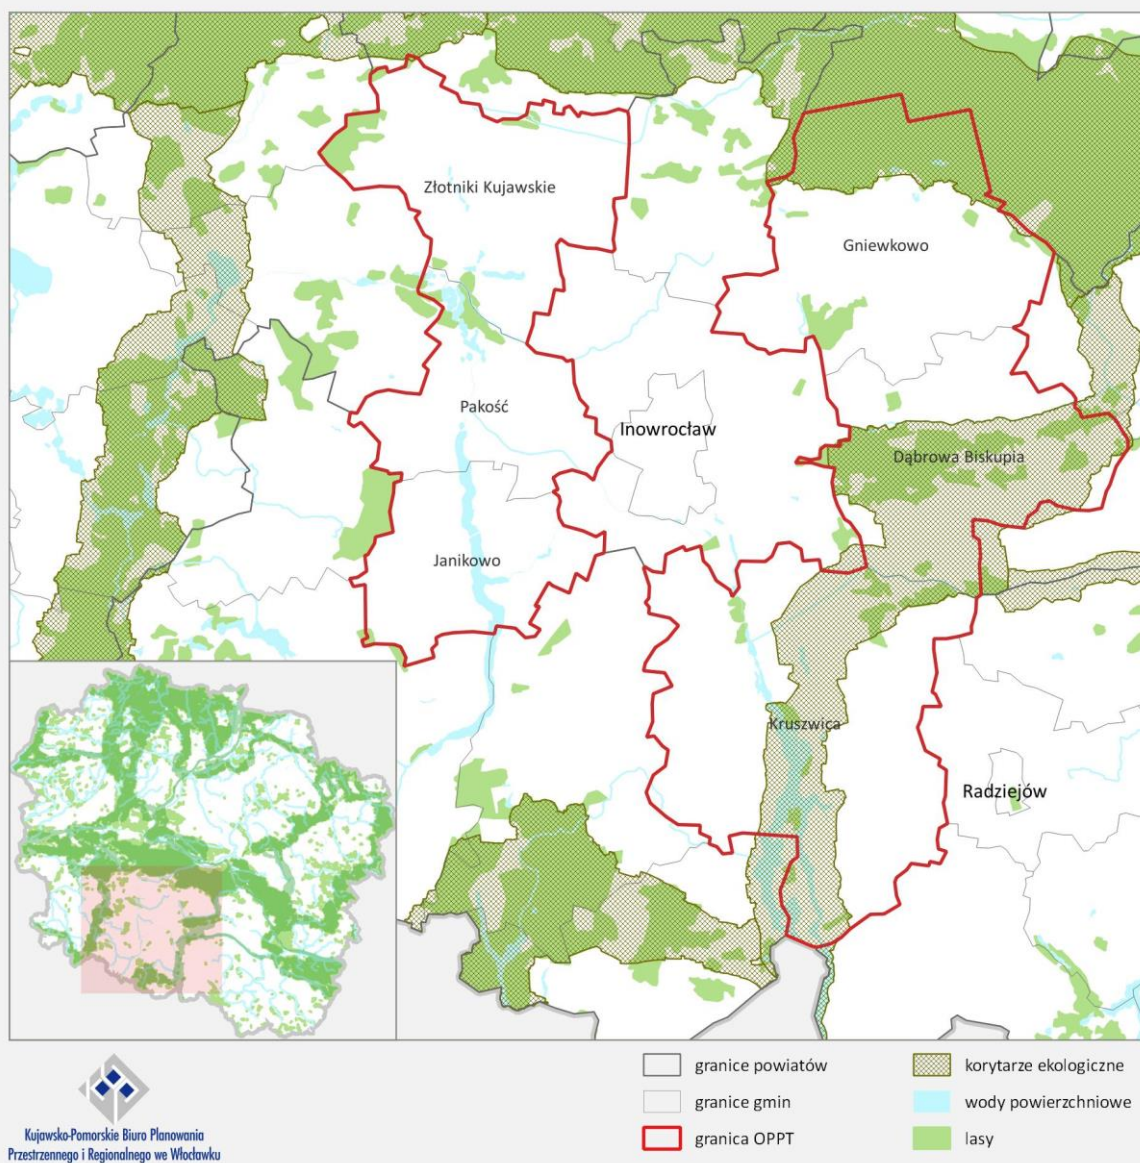 Złotniki Kujawskie
Gniewkowo
Pakość
Inowrocław
Dąbrowa Biskupia
Janikowo
Kruszwica
Radziejów
Kujawsko-Pomorskie Biuro Planowania
Przestrzennego i Regionalnego we Włocławku
granice powiatów
granice gmin
granica OPPT
korytarze ekologiczne
wody powierzchniowe
lasy